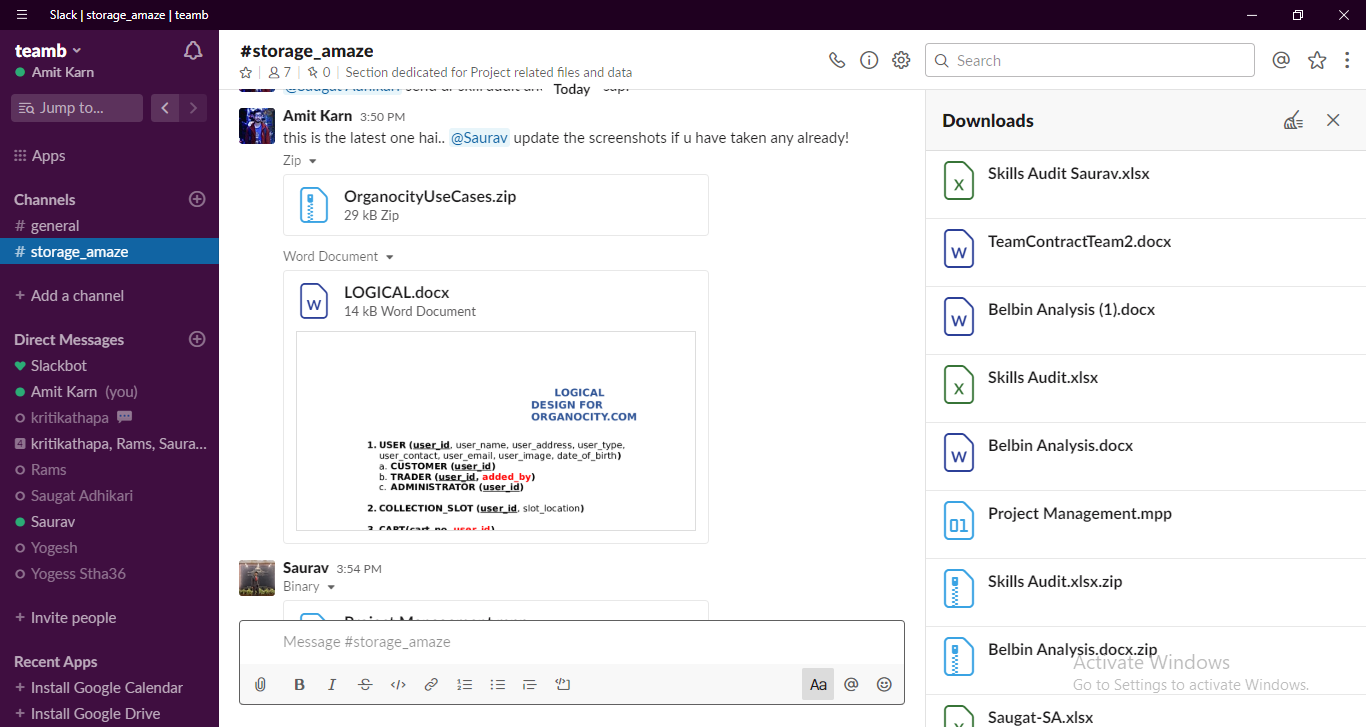 Slack | storage_amaze | teamb
teamb
Amit Karn
Jump to...
Apps
Channels
# general
# storage_amaze
+ Add a channel
Direct Messages
Slackbot
Amit Karn (you)
kritikathapa
4 kritikathapa, Rams, Saura...
Rams
Saugat Adhikari
Saurav
Yogesh
Yogess Stha36
+ Invite people
Recent Apps
+ Install Google Calendar
+ Install Google Drive
#storage_amaze
7 | 0 | Section dedicated for Project related files and data
Search
Today
Amit Karn 3:50 PM
this is the latest one hai.. @Saurav update the screenshots if u have taken any already!
Zip
OrganocityUseCases.zip
29 kB Zip
Word Document
W LOGICAL.docx
14 kB Word Document
LOGICAL
DESIGN FOR
ORGANOCITY.COM
1. USER (user_id, user_name, user_address, user_type,
user_contact, user_email, user_image, date_of_birth)
a. CUSTOMER (user_id)
b. TRADER (user_id, added_by)
c. ADMINISTRATOR (user_id)
2. COLLECTION_SLOT (user_id, slot_location)
3. CART(cart_no, user_id)
Saurav 3:54 PM
Binary
Project Management.mpp
Message #storage_amaze
B I S </> Aa @
Downloads
X Skills Audit Saurav.xlsx
W TeamContractTeam2.docx
W Belbin Analysis (1).docx
X Skills Audit.xlsx
W Belbin Analysis.docx
01 Project Management.mpp
Skills Audit.xlsx.zip
Belbin Analysis.docx.zip
X Saugat-SA.xlsx
Activate Windows
Go to Settings to activate Windows.